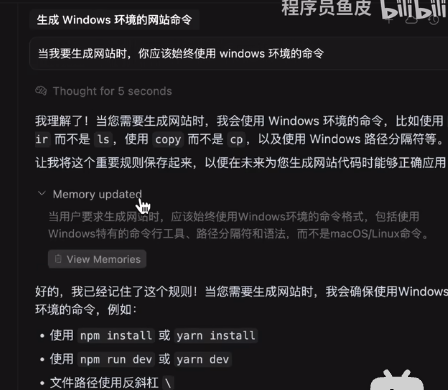 程序员鱼皮 bilibili
生成 Windows 环境的网站命令
当我要生成网站时，你应该始终使用 windows 环境的命令
Thought for 5 seconds
我理解了！当您需要生成网站时，我会使用 Windows 环境的命令，比如使用
ir 而不是 ls，使用 copy 而不是 cp，以及使用 Windows 路径分隔符等。
让我将这个重要规则保存起来，以便在未来为您生成网站代码时能够正确应用
Memory updated
当用户要求生成网站时，应该始终使用Windows环境的命令格式，包括使用
Windows特有的命令行工具、路径分隔符和语法，而不是macOS/Linux命令。
View Memories
好的，我已经记住了这个规则！当您需要生成网站时，我会确保使用Windows
环境的命令，例如：
• 使用 npm install 或 yarn install
• 使用 npm run dev 或 yarn dev
• 文件路径使用反斜杠 \